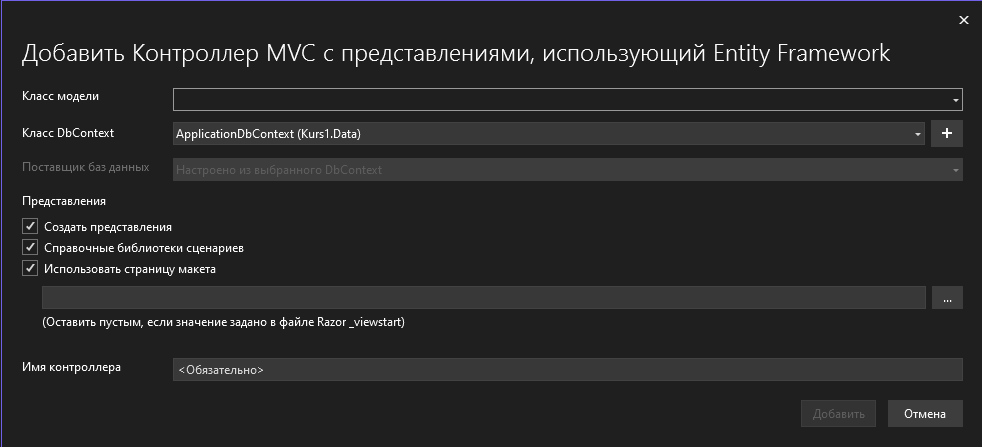 Добавить Контроллер MVC с представлениями, использующий Entity Framework
Класс модели
Класс DbContext
ApplicationDbContext (Kurs1.Data)
+
Поставщик баз данных
Настроено из выбранного DbContext
Представления
Создать представления
Справочные библиотеки сценариев
Использовать страницу макета
...
(Оставить пустым, если значение задано в файле Razor _viewstart)
Имя контроллера
<Обязательно>
Добавить
Отмена